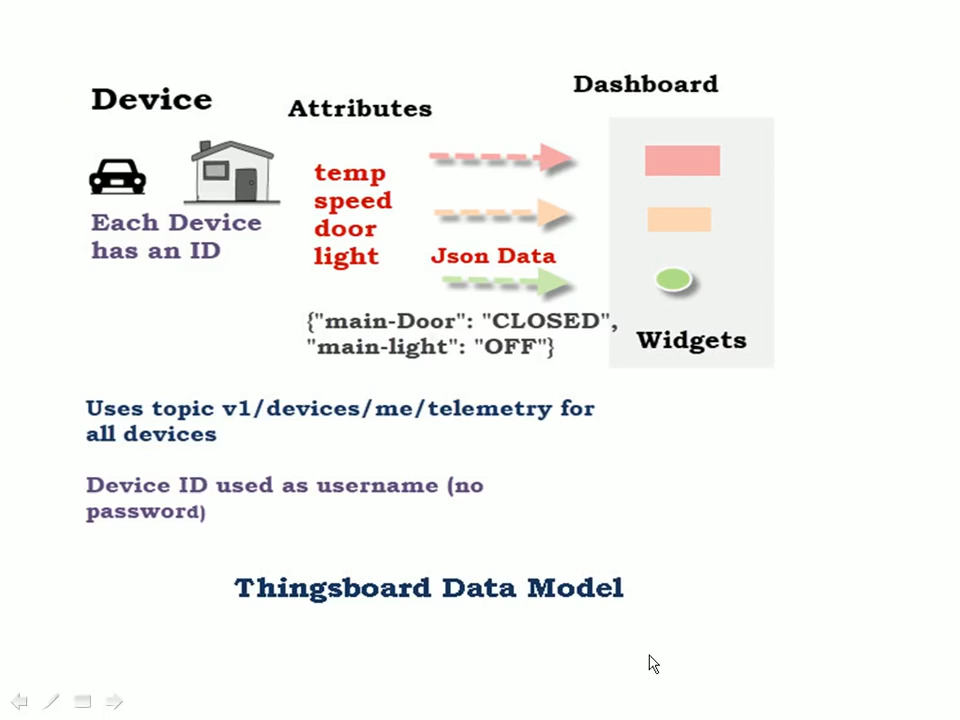 Device
Attributes
Dashboard
Each Device
has an ID
temp
speed
door
light
Json Data
{"main-Door": "CLOSED",
"main-light": "OFF"}
Widgets
Uses topic v1/devices/me/telemetry for
all devices
Device ID used as username (no
password)
Thingsboard Data Model